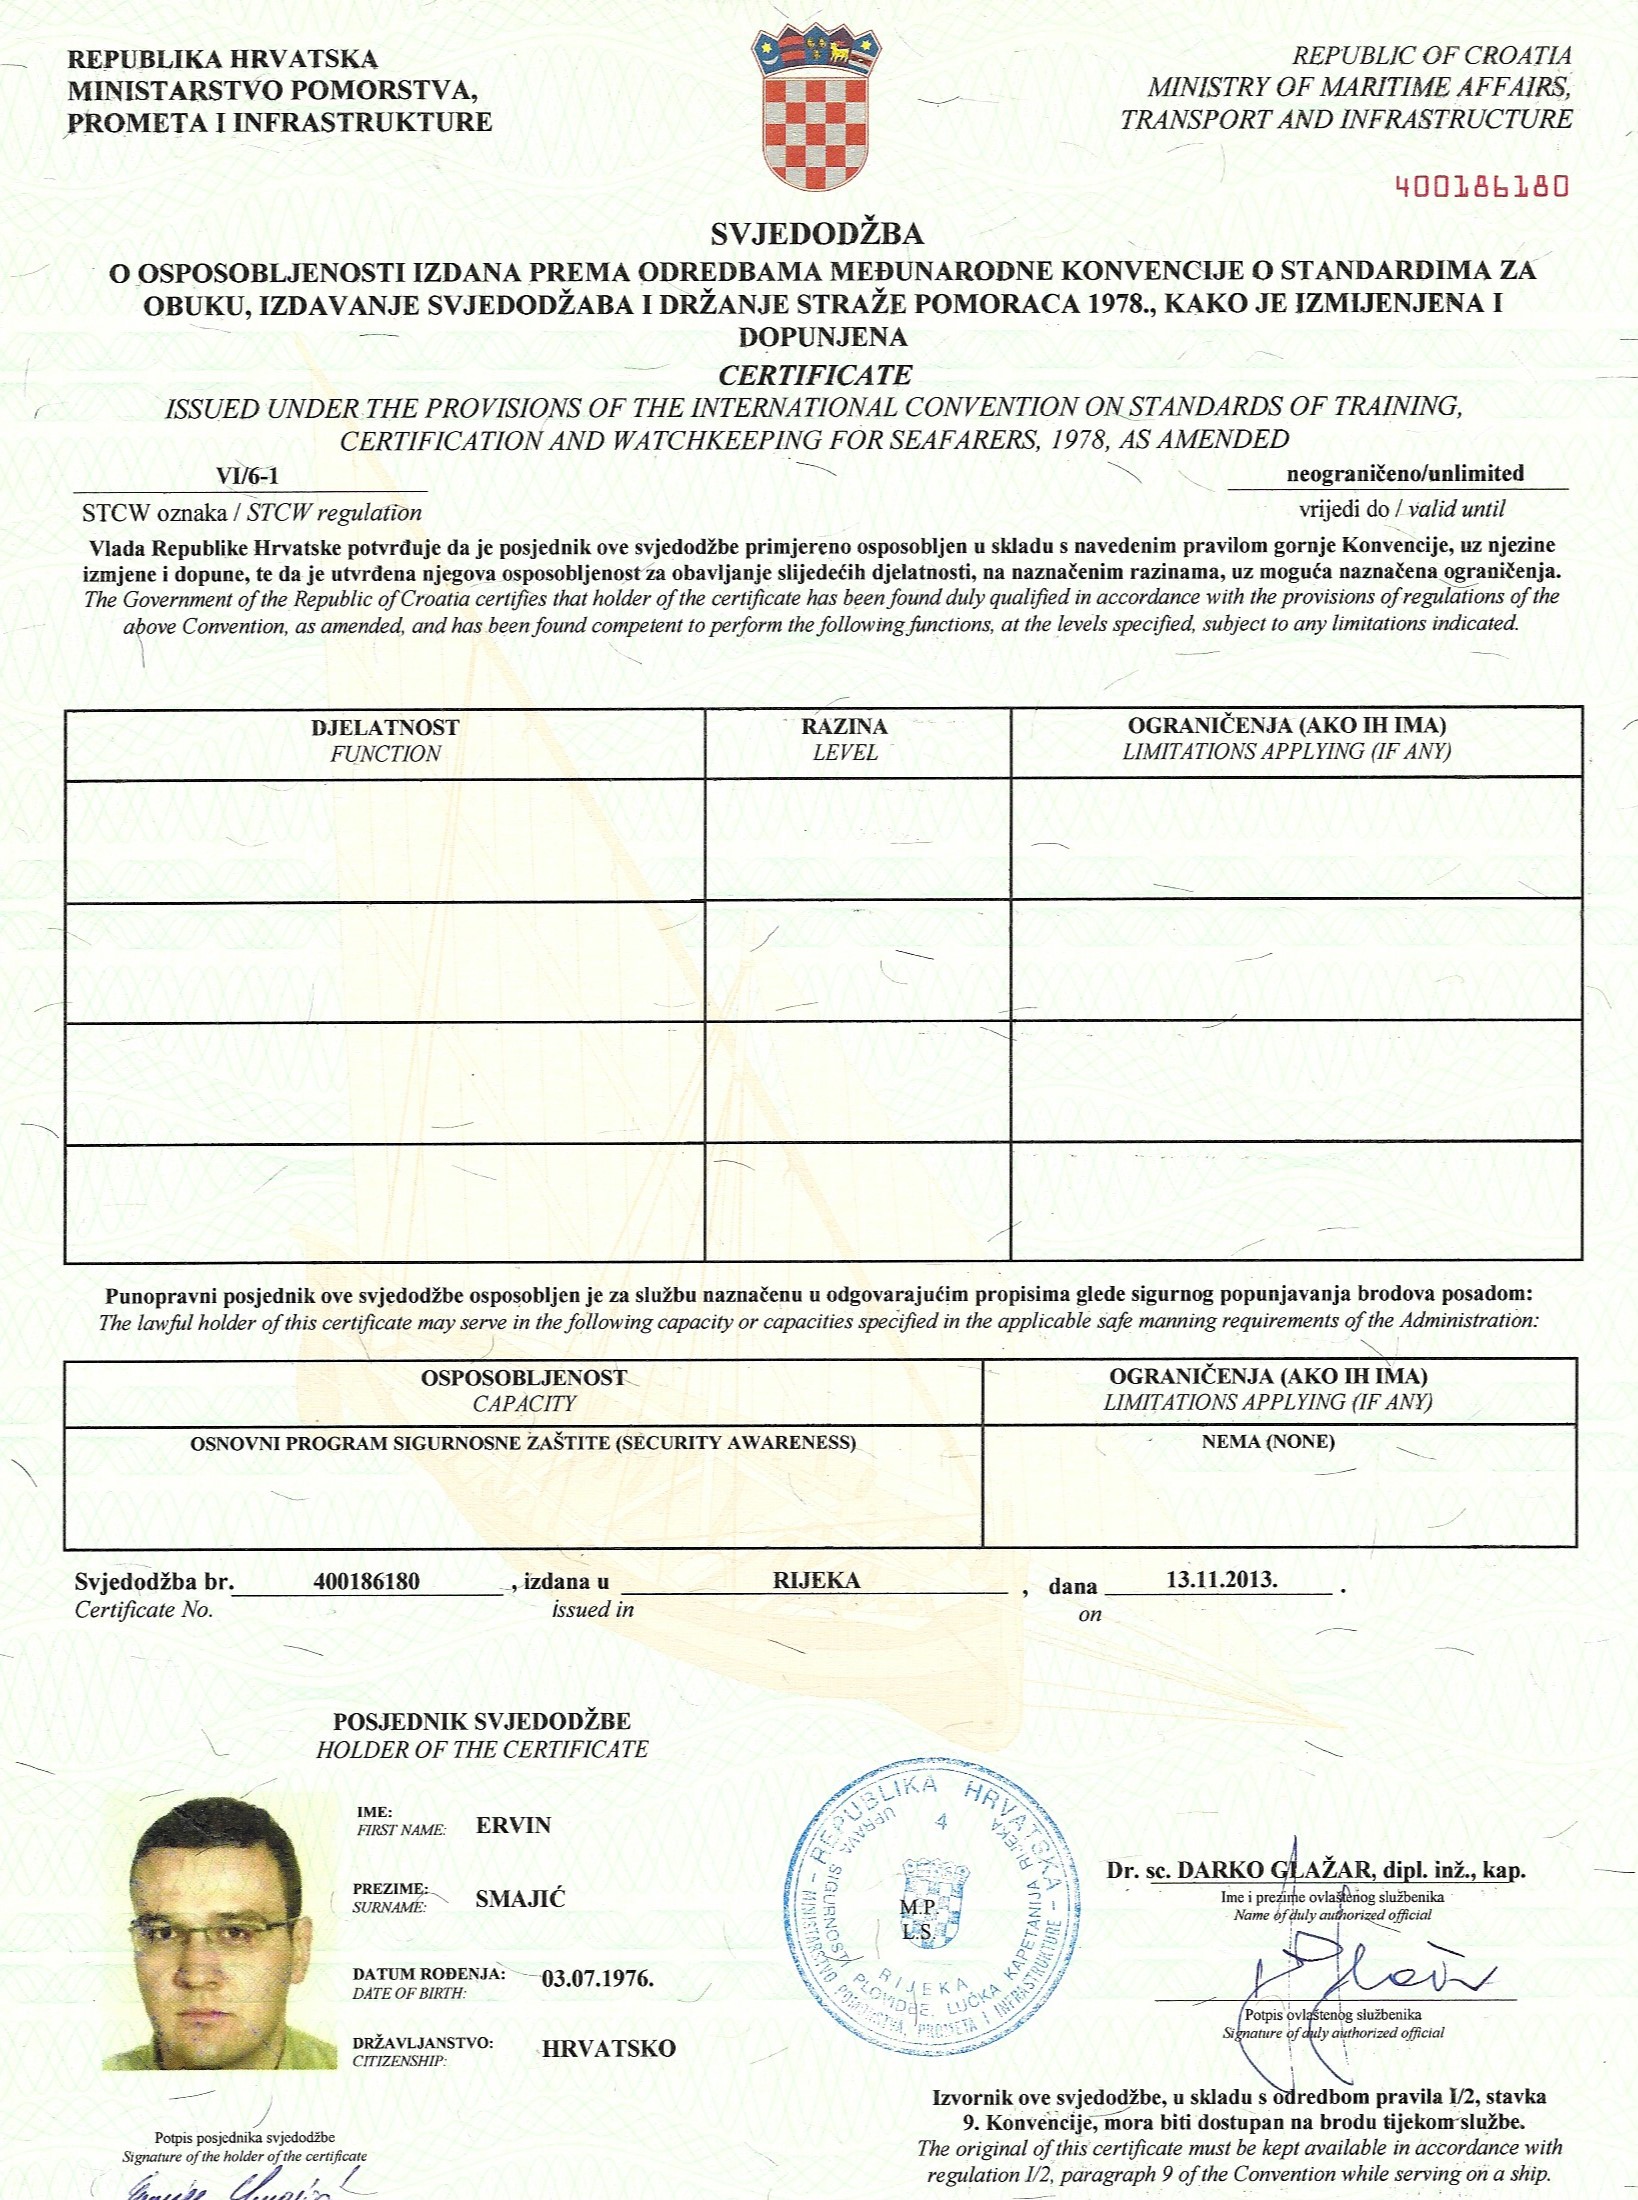 REPUBLIKA HRVATSKA
MINISTARSTVO POMORSTVA,
PROMETA I INFRASTRUKTURE
REPUBLIC OF CROATIA
MINISTRY OF MARITIME AFFAIRS,
TRANSPORT AND INFRASTRUCTURE
400186180
SVJEDODŽBA
O OSPOSOBLJENOSTI IZDANA PREMA ODREDBAMA MEĐUNARODNE KONVENCIJE O STANDARDIMA ZA
OBUKU, IZDAVANJE SVJEDODŽABA I DRŽANJE STRAŽE POMORACA 1978., KAKO JE IZMIJENJENA I
DOPUNJENA
CERTIFICATE
ISSUED UNDER THE PROVISIONS OF THE INTERNATIONAL CONVENTION ON STANDARDS OF TRAINING,
CERTIFICATION AND WATCHKEEPING FOR SEAFARERS, 1978, AS AMENDED
VI/6-1
STCW oznaka / STCW regulation
neograničeno/unlimited
vrijedi do / valid until
Vlada Republike Hrvatske potvrđuje da je posjednik ove svjedodžbe primjereno osposobljen u skladu s navedenim pravilom gornje Konvencije, uz njezine
izmjene i dopune, te da je utvrđena njegova osposobljenost za obavljanje slijedećih djelatnosti, na naznačenim razinama, uz moguća naznačena ograničenja.
The Government of the Republic of Croatia certifies that holder of the certificate has been found duly qualified in accordance with the provisions of regulations of the
above Convention, as amended, and has been found competent to perform the following functions, at the levels specified, subject to any limitations indicated.
DJELATNOST
FUNCTION
RAZINA
LEVEL
OGRANIČENJA (AKO IH IMA)
LIMITATIONS APPLYING (IF ANY)
Punopravni posjednik ove svjedodžbe osposobljen je za službu naznačenu u odgovarajućim propisima glede sigurnog popunjavanja brodova posadom:
The lawful holder of this certificate may serve in the following capacity or capacities specified in the applicable safe manning requirements of the Administration:
OSPOSOBLJENOST
CAPACITY
OGRANIČENJA (AKO IH IMA)
LIMITATIONS APPLYING (IF ANY)
OSNOVNI PROGRAM SIGURNOSNE ZAŠTITE (SECURITY AWARENESS)
NEMA (NONE)
Svjedodžba br. 400186180 , izdana u RIJEKA , dana 13.11.2013. .
Certificate No. issued in on
POSJEDNIK SVJEDODŽBE
HOLDER OF THE CERTIFICATE
IME: ERVIN
FIRST NAME:
PREZIME: SMAJIĆ
SURNAME:
DATUM ROĐENJA: 03.07.1976.
DATE OF BIRTH:
DRŽAVLJANSTVO: HRVATSKO
CITIZENSHIP:
Potpis posjednika svjedodžbe
Signature of the holder of the certificate
REPUBLIKA HRVATSKA
MINISTARSTVO POMORSTVA, PROMETA I INFRASTRUKTURE
UPRAVA SIGURNOSTI PLOVIDBE, LUČKA KAPETANIJA RIJEKA
4
RIJEKA
M.P.
L.S.
Dr. sc. DARKO GLAŽAR, dipl. inž., kap.
Ime i prezime ovlaštenog službenika
Name of duly authorized official
Potpis ovlaštenog službenika
Signature of duly authorized official
Izvornik ove svjedodžbe, u skladu s odredbom pravila I/2, stavka
9. Konvencije, mora biti dostupan na brodu tijekom službe.
The original of this certificate must be kept available in accordance with
regulation I/2, paragraph 9 of the Convention while serving on a ship.